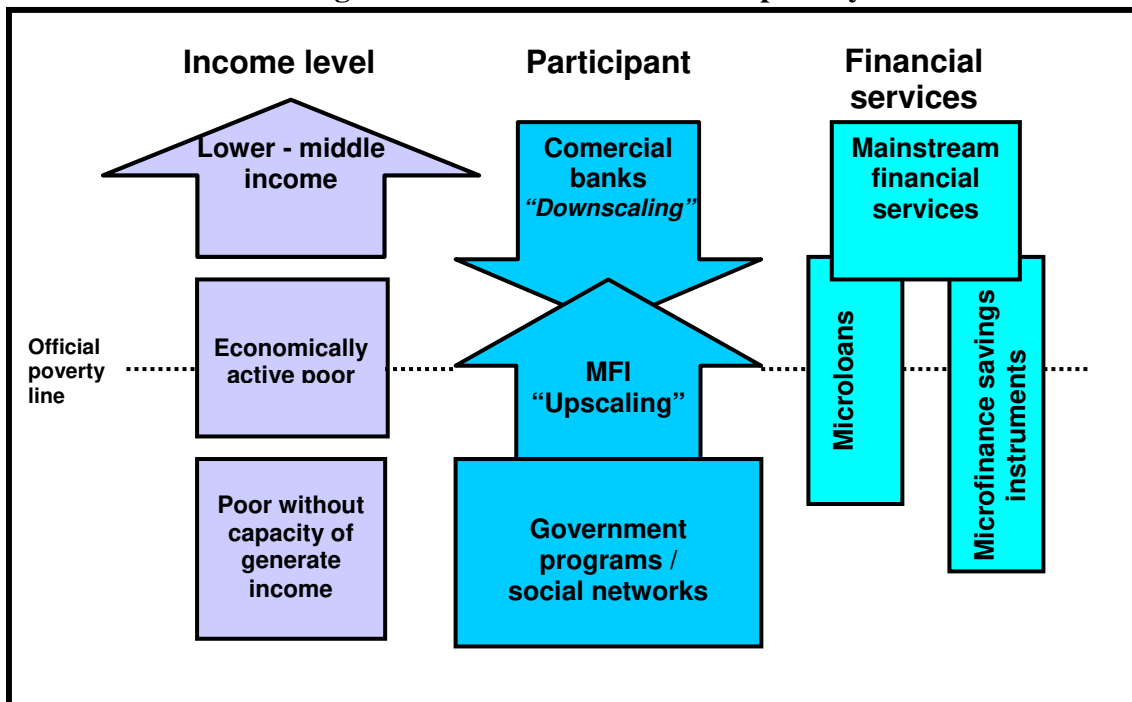 Income level
Participant
Financial
services
Lower - middle
income
Comercial
banks
“Downscaling”
Mainstream
financial
services
Official
poverty
line
Economically
active poor
MFI
“Upscaling”
Microloans
Microfinance savings
instruments
Poor without
capacity of
generate
income
Government
programs /
social networks